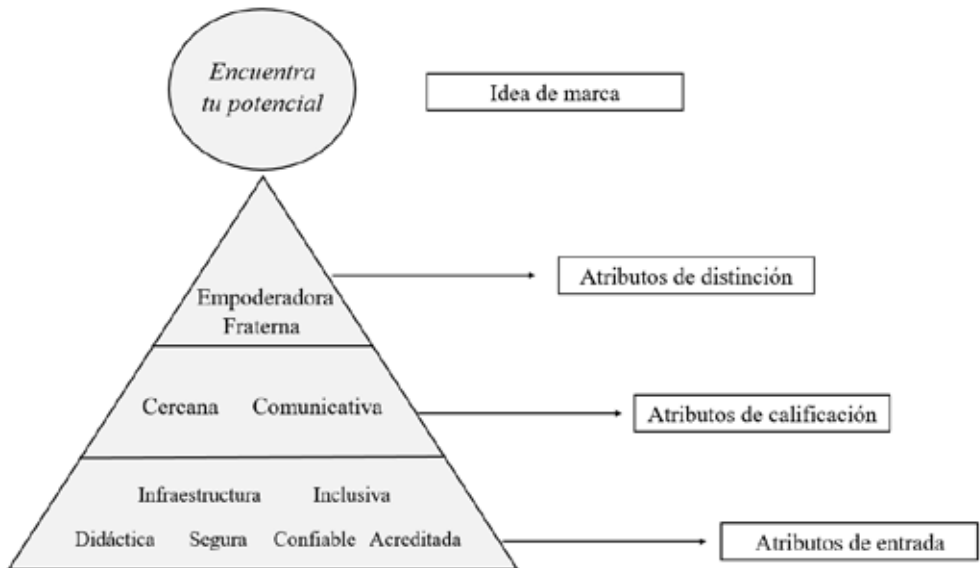 Encuentra
tu potencial
Idea de marca
Atributos de distinción
Empoderadora
Fraterna
Cercana Comunicativa
Atributos de calificación
Infraestructura Inclusiva
Didáctica Segura Confiable Acreditada
Atributos de entrada